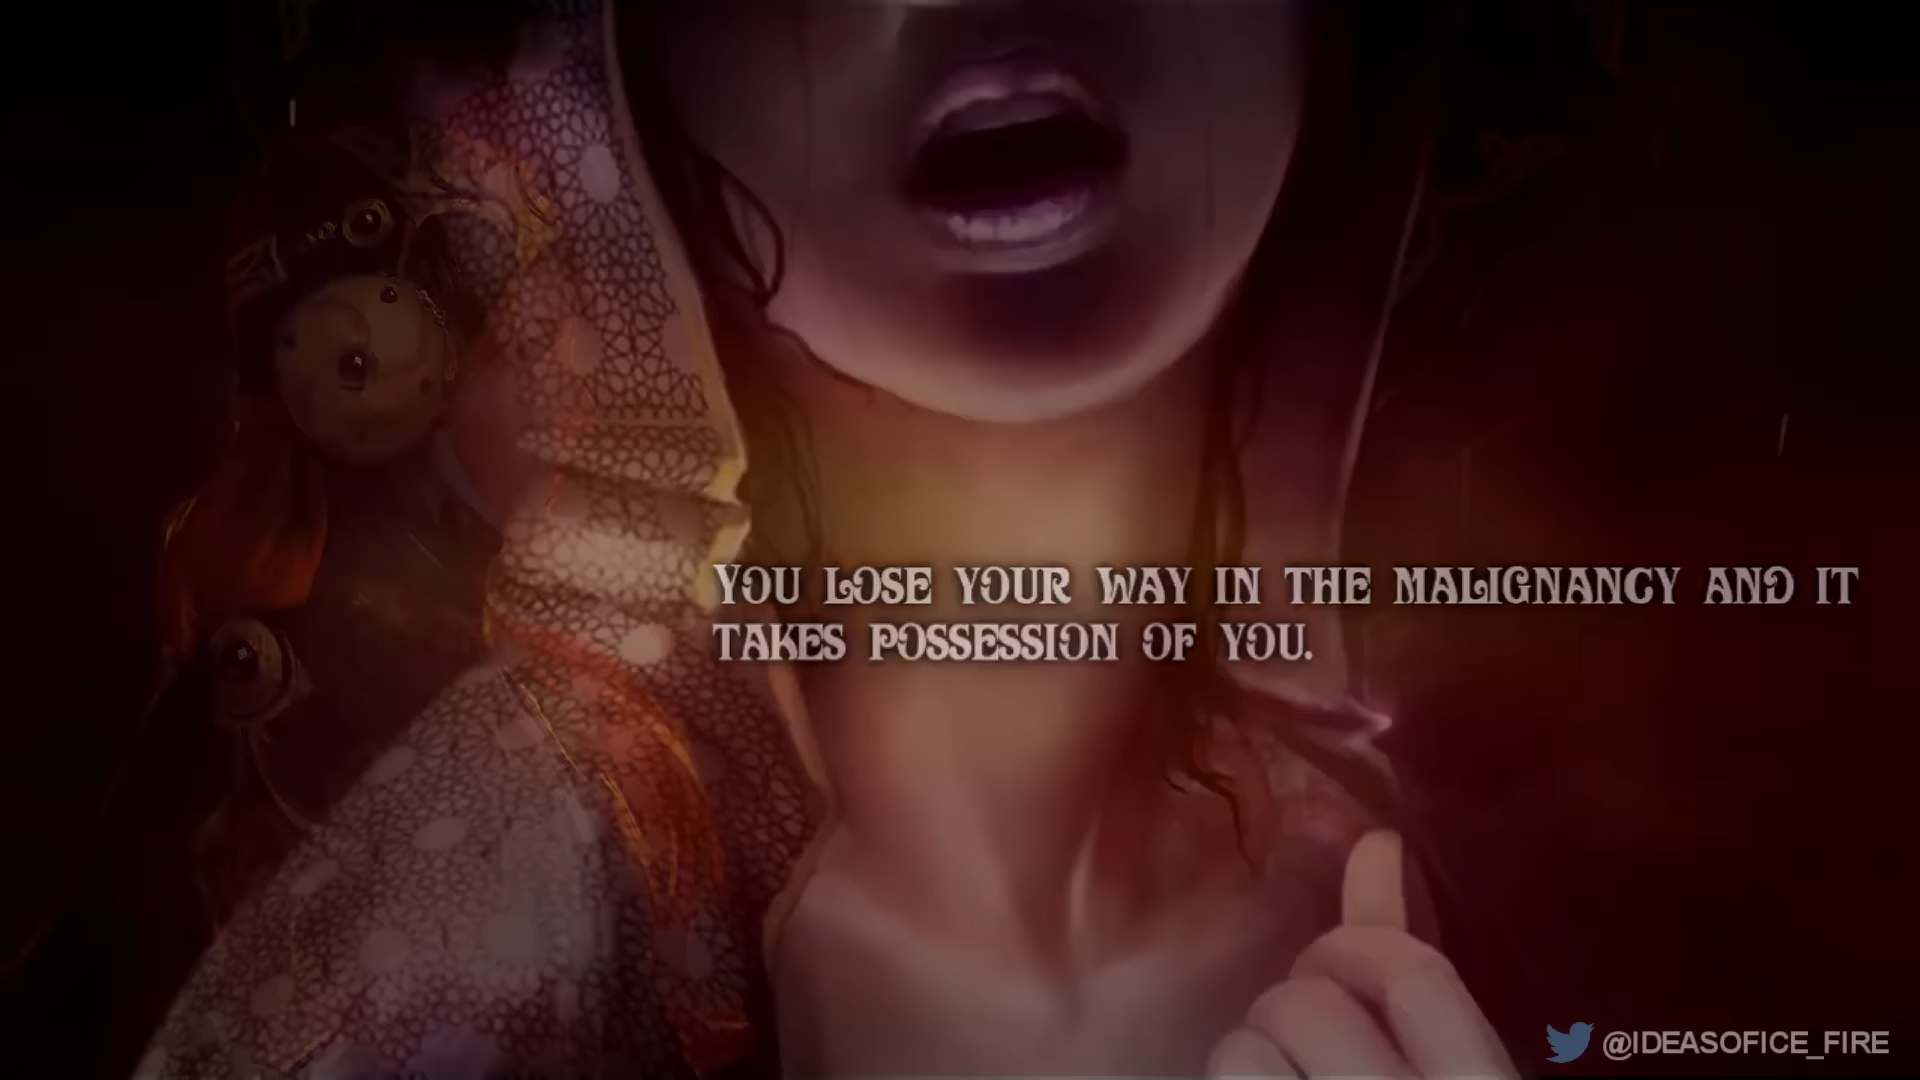 YOU LOSE YOUR WAY IN THE MALIGNANCY AND IT
TAKES POSSESSION OF YOU.
@IDEASOFICE_FIRE